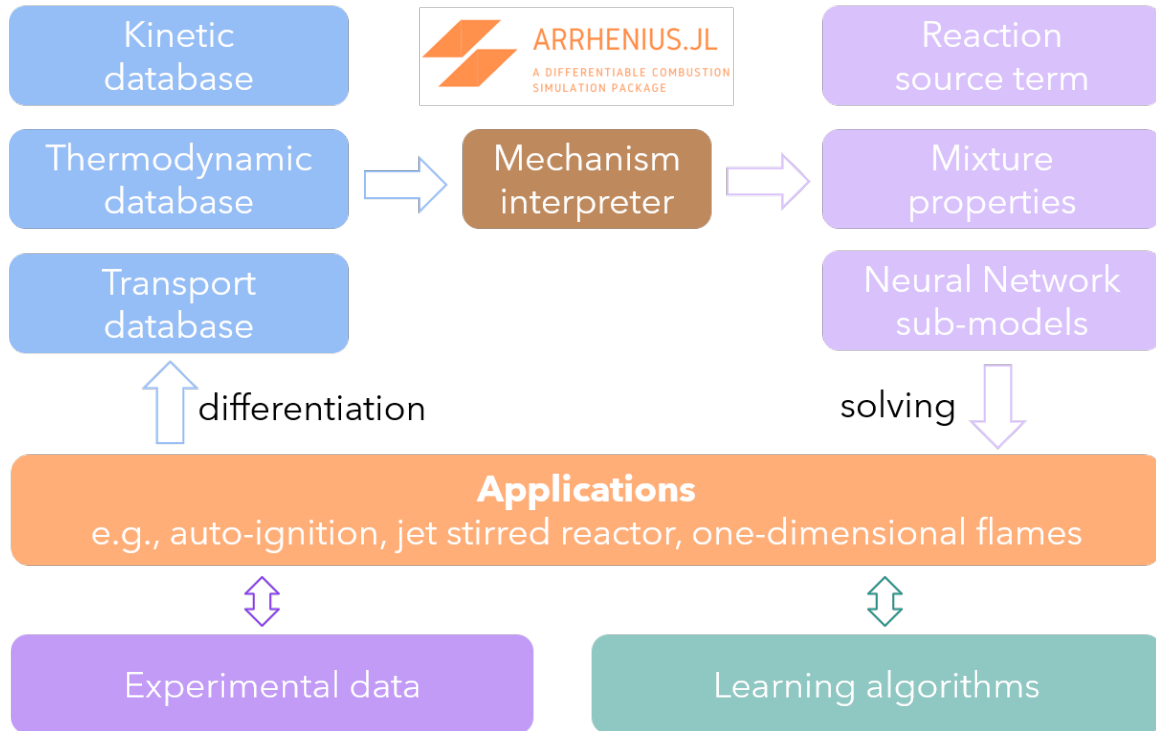 Kinetic
database
ARRHENIUS.JL
A DIFFERENTIABLE COMBUSTION
SIMULATION PACKAGE
Reaction
source term
Thermodynamic
database
Mechanism
interpreter
Mixture
properties
Transport
database
Neural Network
sub-models
differentiation
solving
Applications
e.g., auto-ignition, jet stirred reactor, one-dimensional flames
Experimental data
Learning algorithms